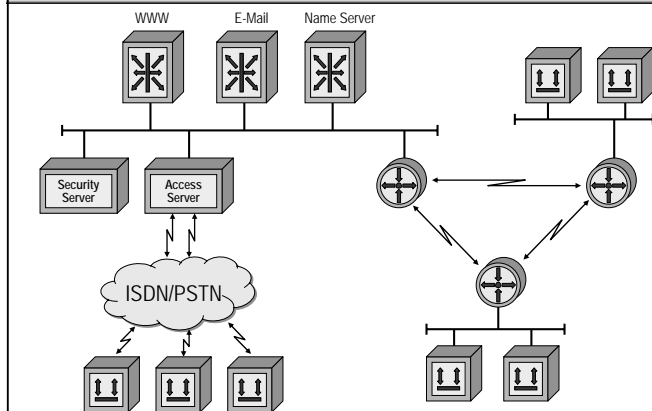 WWW
E-Mail
Name Server
Security
Server
Access
Server
ISDN/PSTN